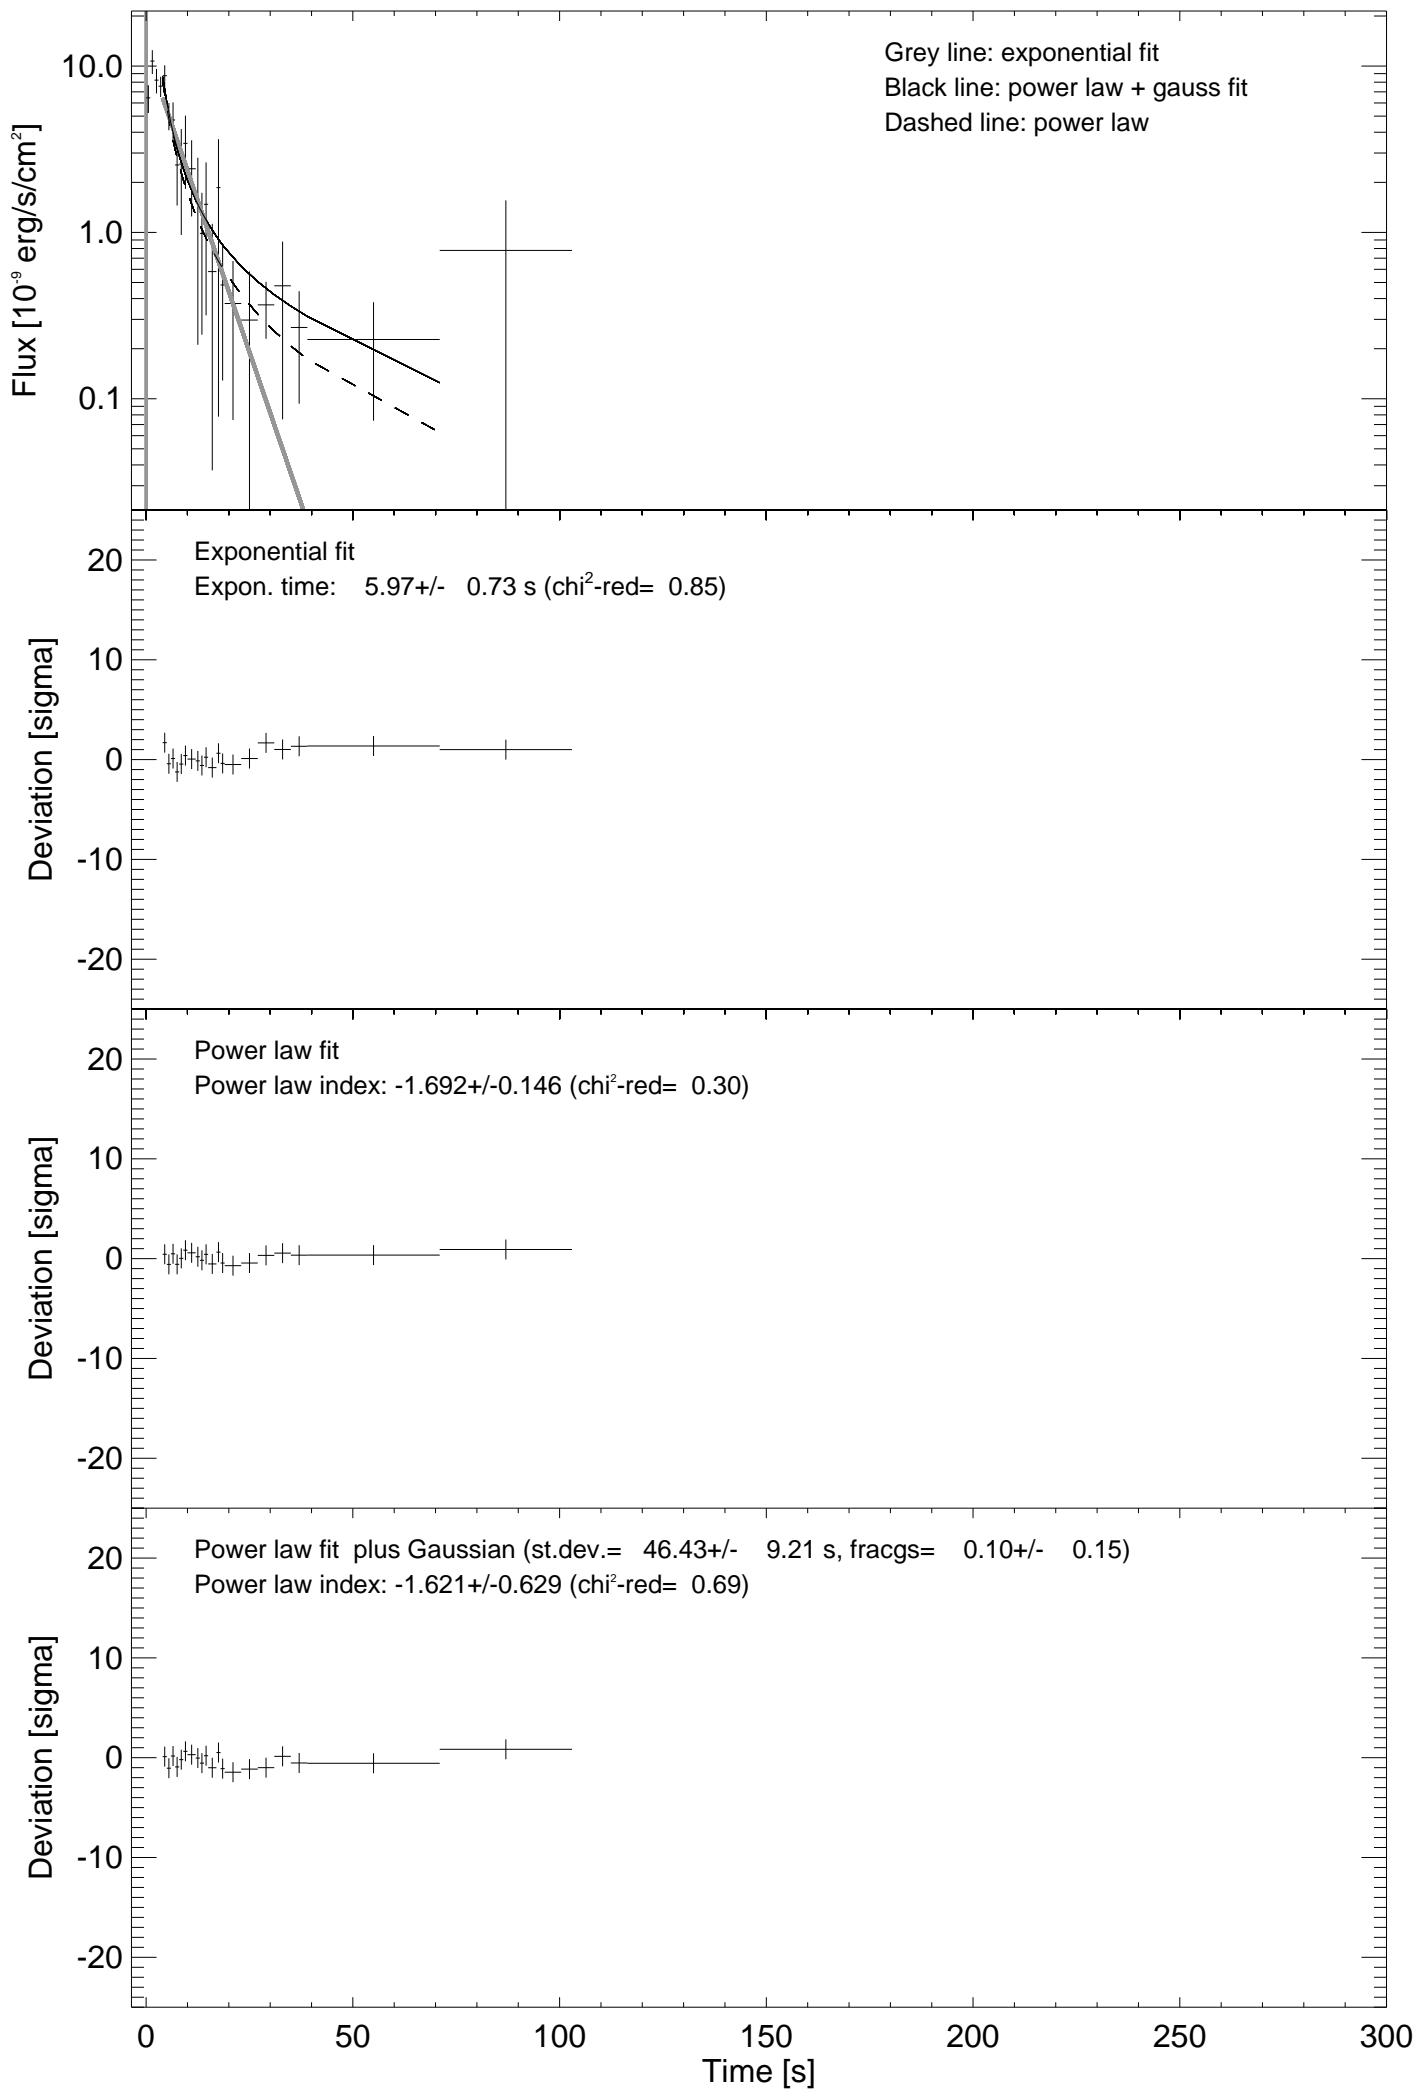 Grey line: exponential fit
Black line: power law + gauss fit
Dashed line: power law
10.0
1.0
0.1
Flux [10⁻⁹ erg/s/cm²]
Exponential fit
Expon. time: 5.97+/- 0.73 s (chi²-red= 0.85)
20
10
0
-10
-20
Deviation [sigma]
Power law fit
Power law index: -1.692+/-0.146 (chi²-red= 0.30)
20
10
0
-10
-20
Deviation [sigma]
Power law fit plus Gaussian (st.dev.= 46.43+/- 9.21 s, fracgs= 0.10+/- 0.15)
Power law index: -1.621+/-0.629 (chi²-red= 0.69)
20
10
0
-10
-20
Deviation [sigma]
0 50 100 150 200 250 300
Time [s]